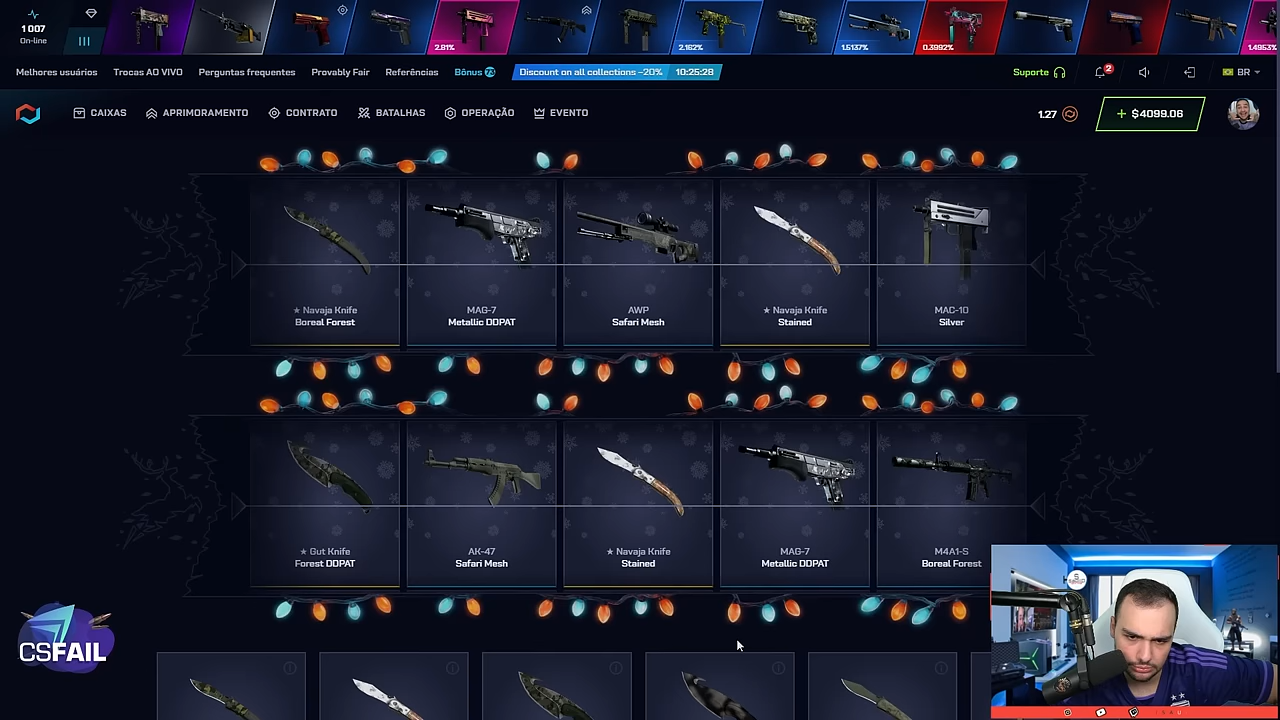 2.81%
2.162%
1.5137%
0.3992%
1.4953%
1 007
On-line
Melhores usuários
Trocas AO VIVO
Perguntas frequentes
Provably Fair
Referências
Bônus
Discount on all collections –20%
10:25:28
Suporte
2
BR
CAIXAS
APRIMORAMENTO
CONTRATO
BATALHAS
OPERAÇÃO
EVENTO
1.27
+ $4099.06
★ Navaja Knife
Boreal Forest
MAG-7
Metallic DDPAT
AWP
Safari Mesh
★ Navaja Knife
Stained
MAC-10
Silver
★ Gut Knife
Forest DDPAT
AK-47
Safari Mesh
★ Navaja Knife
Stained
MAG-7
Metallic DDPAT
M4A1-S
Boreal Forest
CSFAIL